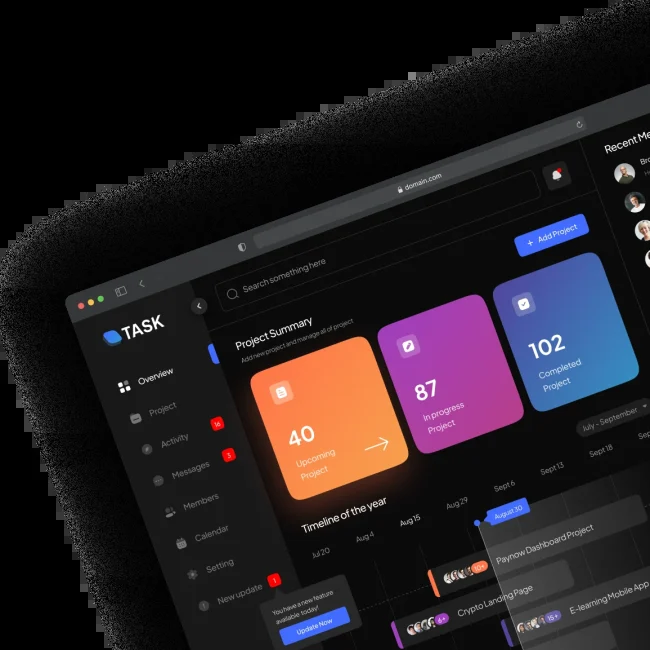 domain.com
Search something here
+ Add Project
TASK
Overview
Project
Activity 16
Messages 3
Members
Calendar
Setting
New update 1
You have a new feature
available today!
Update Now
Project Summary
Add new project and manage all of project
40
Upcoming
Project
87
In progress
Project
102
Completed
Project
Timeline of the year
July - September
Jul 20
Aug 4
Aug 15
Aug 29
Sept 6
Sept 13
Sept 18
August 30
10+
Paynow Dashboard Project
6+
Crypto Landing Page
15+
E-learning Mobile App
Recent Me
Bro